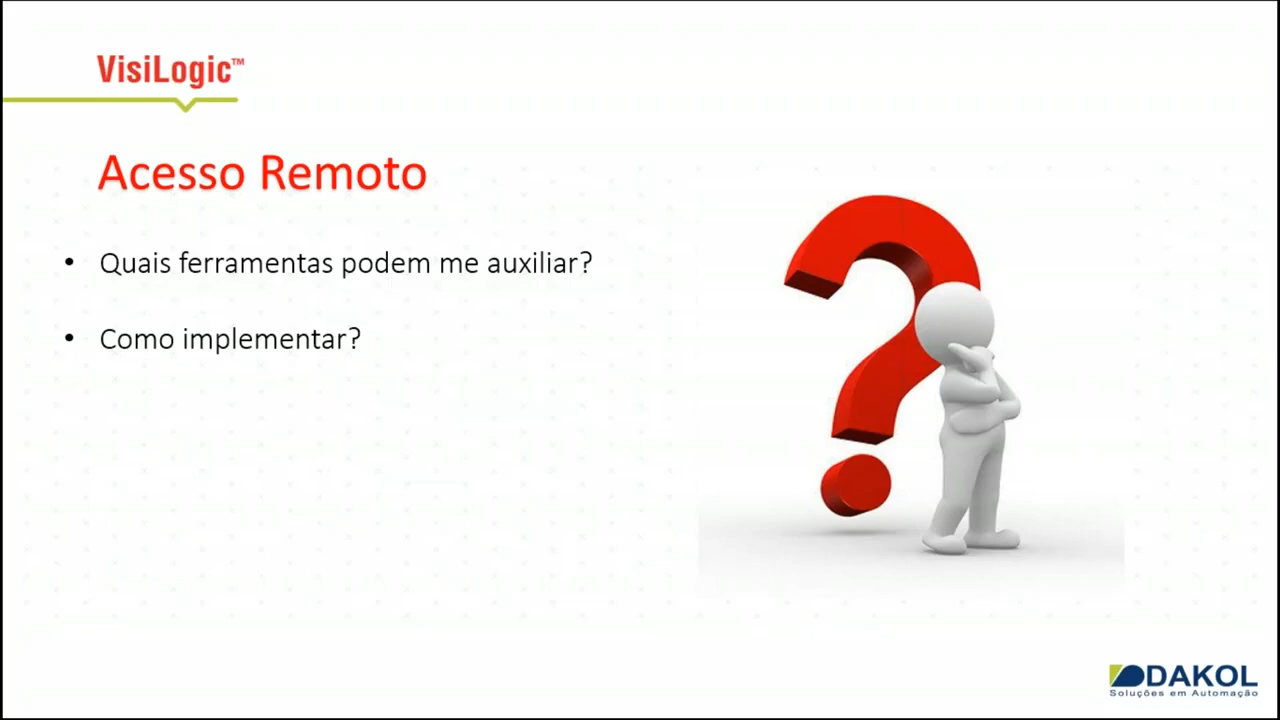 VisiLogic™
Acesso Remoto
• Quais ferramentas podem me auxiliar?
• Como implementar?
DAKOL
Soluções em Automação